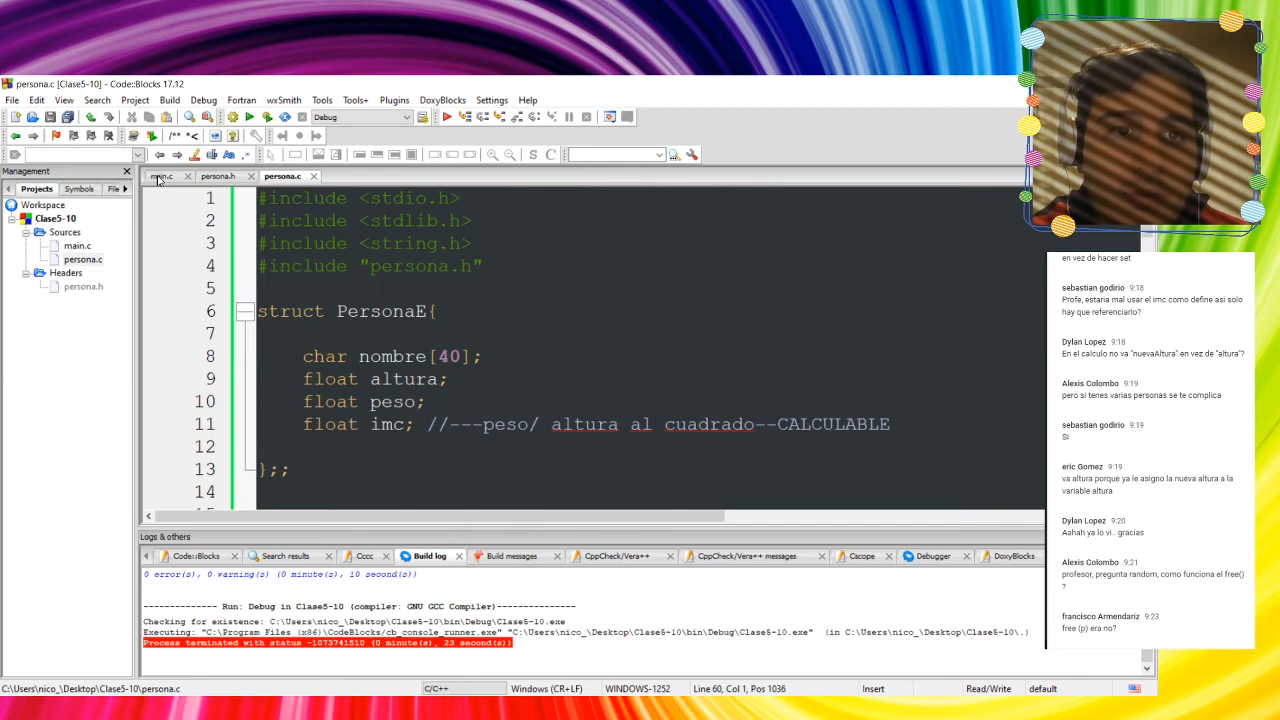 persona.c [Clase5-10] - Code::Blocks 17.12
File Edit View Search Project Build Debug Fortran wxSmith Tools Tools+ Plugins DoxyBlocks Settings Help
Debug
/** *<
Aa
S C
Management
Projects Symbols File
Workspace
Clase5-10
Sources
main.c
persona.c
Headers
persona.h
main.c persona.h persona.c
1 #include <stdio.h>
2 #include <stdlib.h>
3 #include <string.h>
4 #include "persona.h"
5
6 struct PersonaE{
7
8 char nombre[40];
9 float altura;
10 float peso;
11 float imc; //---peso/ altura al cuadrado--CALCULABLE
12
13 };;
14
Logs & others
Code::Blocks Search results Cccc Build log Build messages CppCheck/Vera++ CppCheck/Vera++ messages Cscope Debugger DoxyBlocks
0 error(s), 0 warning(s) (0 minute(s), 10 second(s))
-------------- Run: Debug in Clase5-10 (compiler: GNU GCC Compiler)---------------
Checking for existence: C:\Users\nico_\Desktop\Clase5-10\bin\Debug\Clase5-10.exe
Executing: "C:\Program Files (x86)\CodeBlocks/cb_console_runner.exe" "C:\Users\nico_\Desktop\Clase5-10\bin\Debug\Clase5-10.exe" (in C:\Users\nico_\Desktop\Clase5-10\.)
Process terminated with status -1073741510 (0 minute(s), 23 second(s))
C:\Users\nico_\Desktop\Clase5-10\persona.c C/C++ Windows (CR+LF) WINDOWS-1252 Line 60, Col 1, Pos 1036 Insert Read/Write default
en vez de hacer set
sebastian godirio 9:18
Profe, estaria mal usar el imc como define asi solo
hay que referenciarlo?
Dylan Lopez 9:18
En el calculo no va "nuevaAltura" en vez de "altura"?
Alexis Colombo 9:19
pero si tenes varias personas se te complica
sebastian godirio 9:19
Si
eric Gomez 9:19
va altura porque ya le asigno la nueva altura a la
variable altura
Dylan Lopez 9:20
Aahah ya lo vi.. gracias
Alexis Colombo 9:21
profesor, pregunta random, como funciona el free()
?
francisco Armendariz 9:23
free (p) era no?